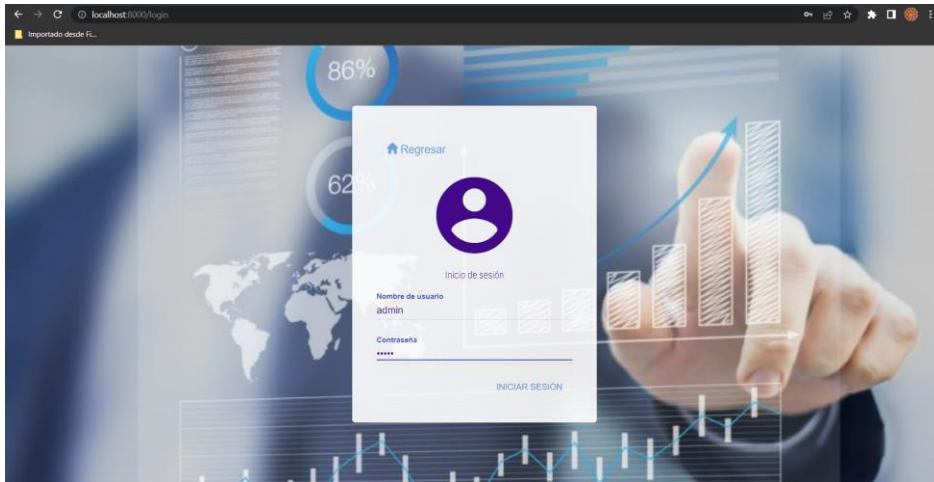 localhost:8000/login
Importado desde Fi...
86%
Regresar
62%
Inicio de sesión
Nombre de usuario
admin
Contraseña
•••••
INICIAR SESIÓN